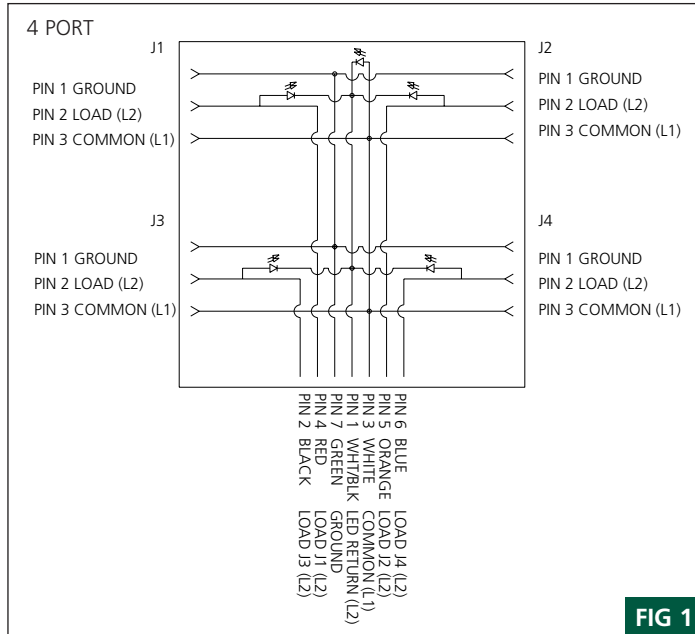 4 PORT
J1
J2
PIN 1 GROUND
PIN 2 LOAD (L2)
PIN 3 COMMON (L1)
PIN 1 GROUND
PIN 2 LOAD (L2)
PIN 3 COMMON (L1)
J3
J4
PIN 1 GROUND
PIN 2 LOAD (L2)
PIN 3 COMMON (L1)
PIN 1 GROUND
PIN 2 LOAD (L2)
PIN 3 COMMON (L1)
PIN 2 BLACK LOAD J3 (L2)
PIN 4 RED LOAD J1 (L2)
PIN 7 GREEN GROUND
PIN 1 WHT/BLK LED RETURN (L2)
PIN 3 WHITE COMMON (L1)
PIN 5 ORANGE LOAD J2 (L2)
PIN 6 BLUE LOAD J4 (L2)
FIG 1